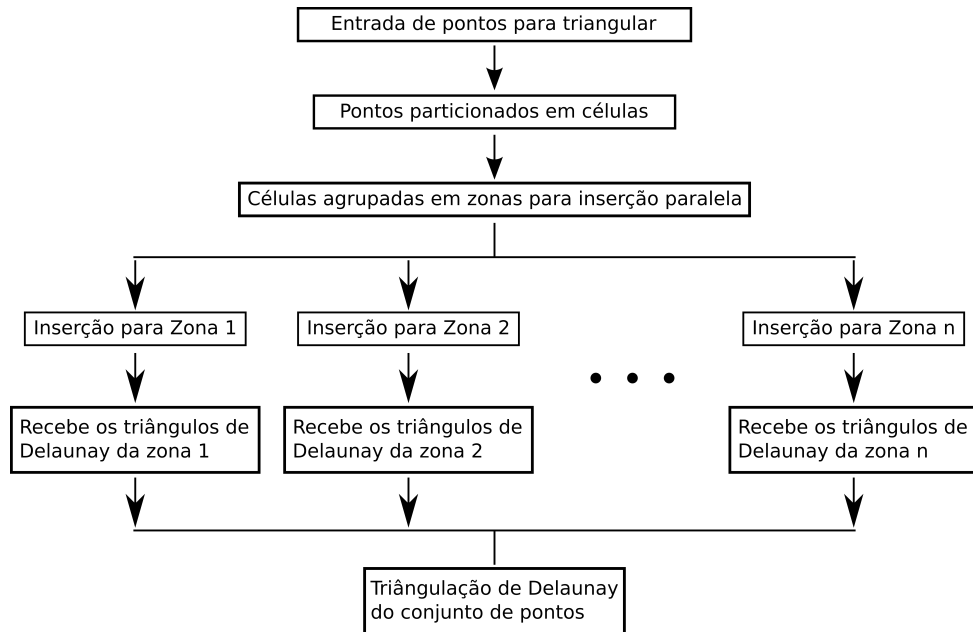 Entrada de pontos para triangular
Pontos particionados em células
Células agrupadas em zonas para inserção paralela
Inserção para Zona 1
Inserção para Zona 2
Inserção para Zona n
Recebe os triângulos de
Delaunay da zona 1
Recebe os triângulos de
Delaunay da zona 2
Recebe os triângulos de
Delaunay da zona n
Triângulação de Delaunay
do conjunto de pontos